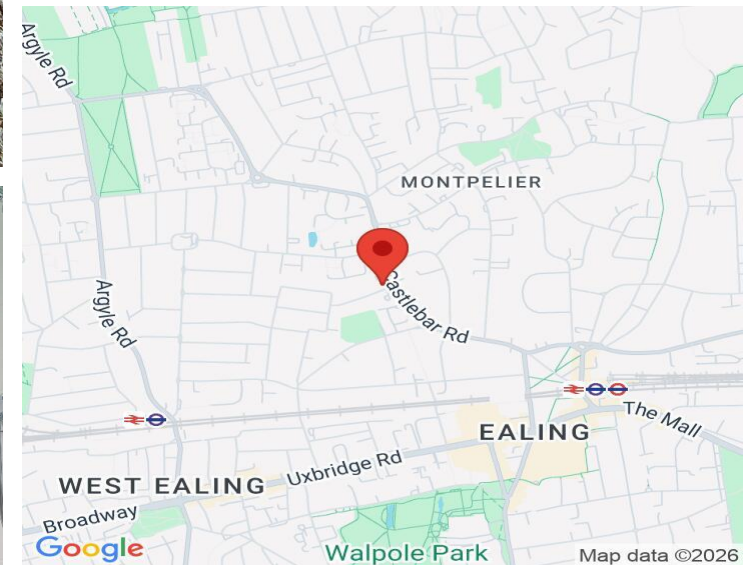 Argyle Rd
MONTPELIER
Argyle Rd
Castlebar Rd
The Mall
EALING
Uxbridge Rd
WEST EALING
Broadway
Walpole Park
Google
Map data ©2026